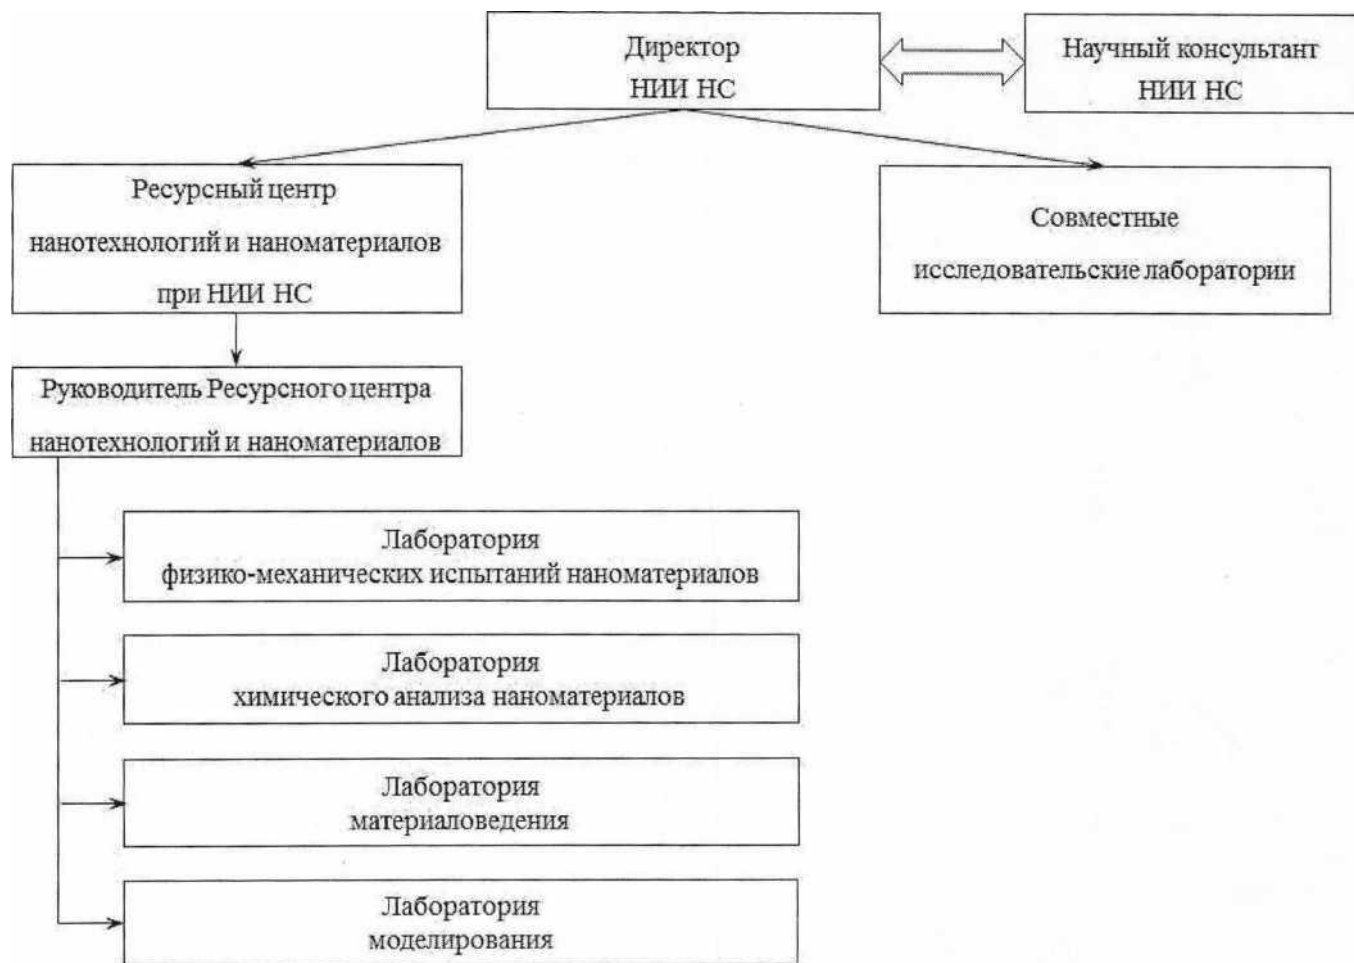 Директор
НИИ НС
Научный консультант
НИИ НС
Ресурсный центр
нанотехнологий и наноматериалов
при НИИ НС
Совместные
исследовательские лаборатории
Руководитель Ресурсного центра
нанотехнологий и наноматериалов
Лаборатория
физико-механических испытаний наноматериалов
Лаборатория
химического анализа наноматериалов
Лаборатория
материаловедения
Лаборатория
моделирования